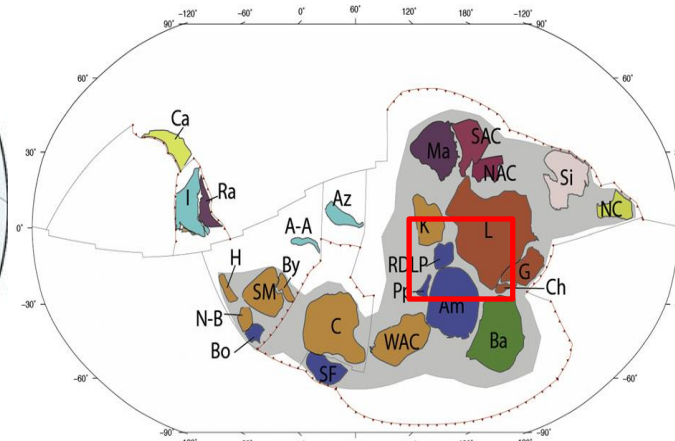 -120° -60° 0° 60° 120° 180° -120°
90° 90°
60° 60°
Ca
SAC
Ma
30° 30°
NAC
Si
I
Ra
Az
NC
K
L
0° 0°
A-A
H
By
RDLP
G
SM
Pp
Ch
-30° -30°
Am
N-B
C
WAC
Ba
Bo
SF
-60° -60°
-90° -90°